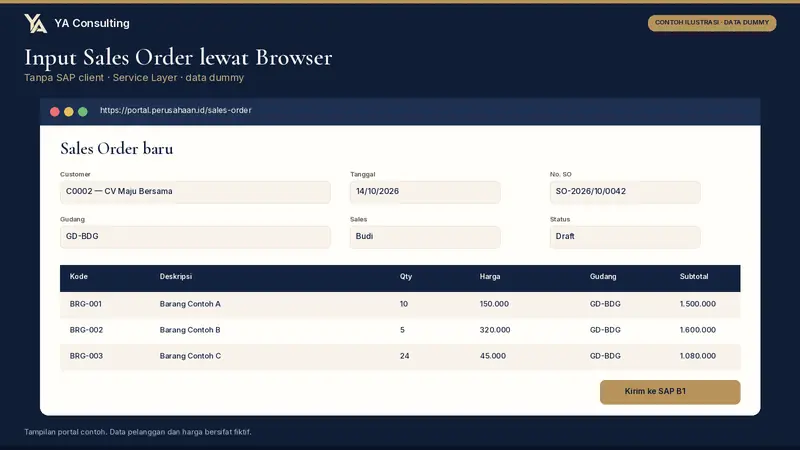 YA Consulting
CONTOH ILUSTRASI · DATA DUMMY
Input Sales Order lewat Browser
Tanpa SAP client · Service Layer · data dummy
https://portal.perusahaan.id/sales-order
Sales Order baru
Customer Tanggal No. SO
C0002 — CV Maju Bersama 14/10/2026 SO-2026/10/0042
Gudang Sales Status
GD-BDG Budi Draft
Kode Deskripsi Qty Harga Gudang Subtotal
BRG-001 Barang Contoh A 10 150.000 GD-BDG 1.500.000
BRG-002 Barang Contoh B 5 320.000 GD-BDG 1.600.000
BRG-003 Barang Contoh C 24 45.000 GD-BDG 1.080.000
Kirim ke SAP B1
Tampilan portal contoh. Data pelanggan dan harga bersifat fiktif.